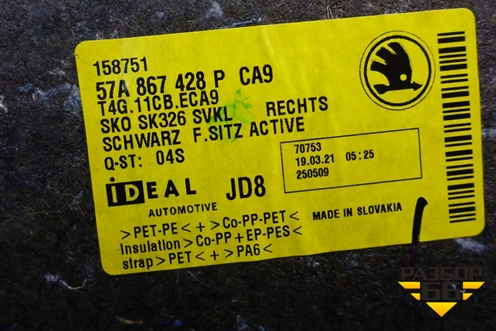 158751
57A 867 428 P CA9
T4G.11CB.ECA9
SKO SK326 SVKL RECHTS
SCHWARZ F.SITZ ACTIVE
Q-ST: 04S
70753
19.03.21 05:25
250509
IDEAL JD8
AUTOMOTIVE
>PET-PE<+>Co-PP-PET<
Insulation>Co-PP+EP-PES<
strap>PET<+>PA6<
MADE IN SLOVAKIA
РАЗБОР
66